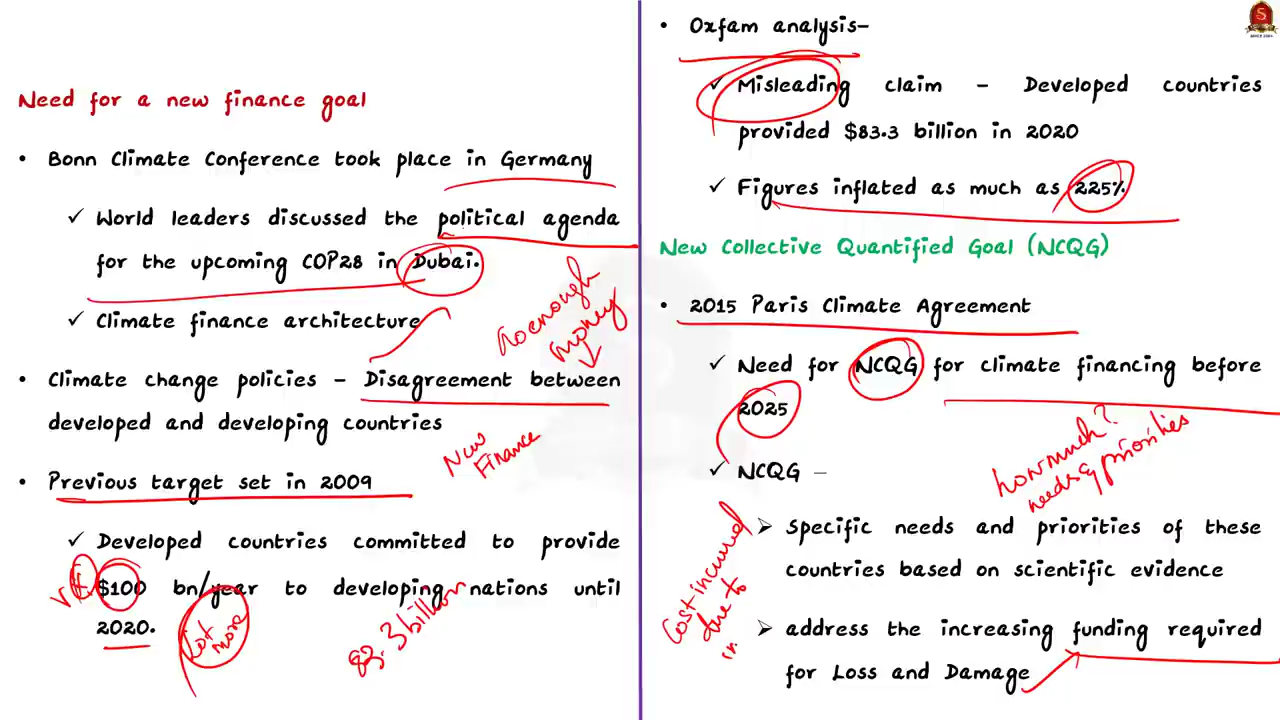 Need for a new finance goal
• Bonn Climate Conference took place in Germany
✓ World leaders discussed the political agenda
for the upcoming COP28 in Dubai.
✓ Climate finance architecture
no enough
money
• Climate change policies – Disagreement between
developed and developing countries
New
Finance
• Previous target set in 2009
✓ Developed countries committed to provide
$100 bn/year to developing nations until
2020.
Lot
more
83.3 billion
• Oxfam analysis–
✓ Misleading claim – Developed countries
provided $83.3 billion in 2020
✓ Figures inflated as much as 225%.
New Collective Quantified Goal (NCQG)
• 2015 Paris Climate Agreement
✓ Need for NCQG for climate financing before
2025
how much?
needs & priorities
✓ NCQG –
➢ Specific needs and priorities of these
countries based on scientific evidence
➢ address the increasing funding required
for Loss and Damage
Cost incurred
due to
S
SINCE 2004